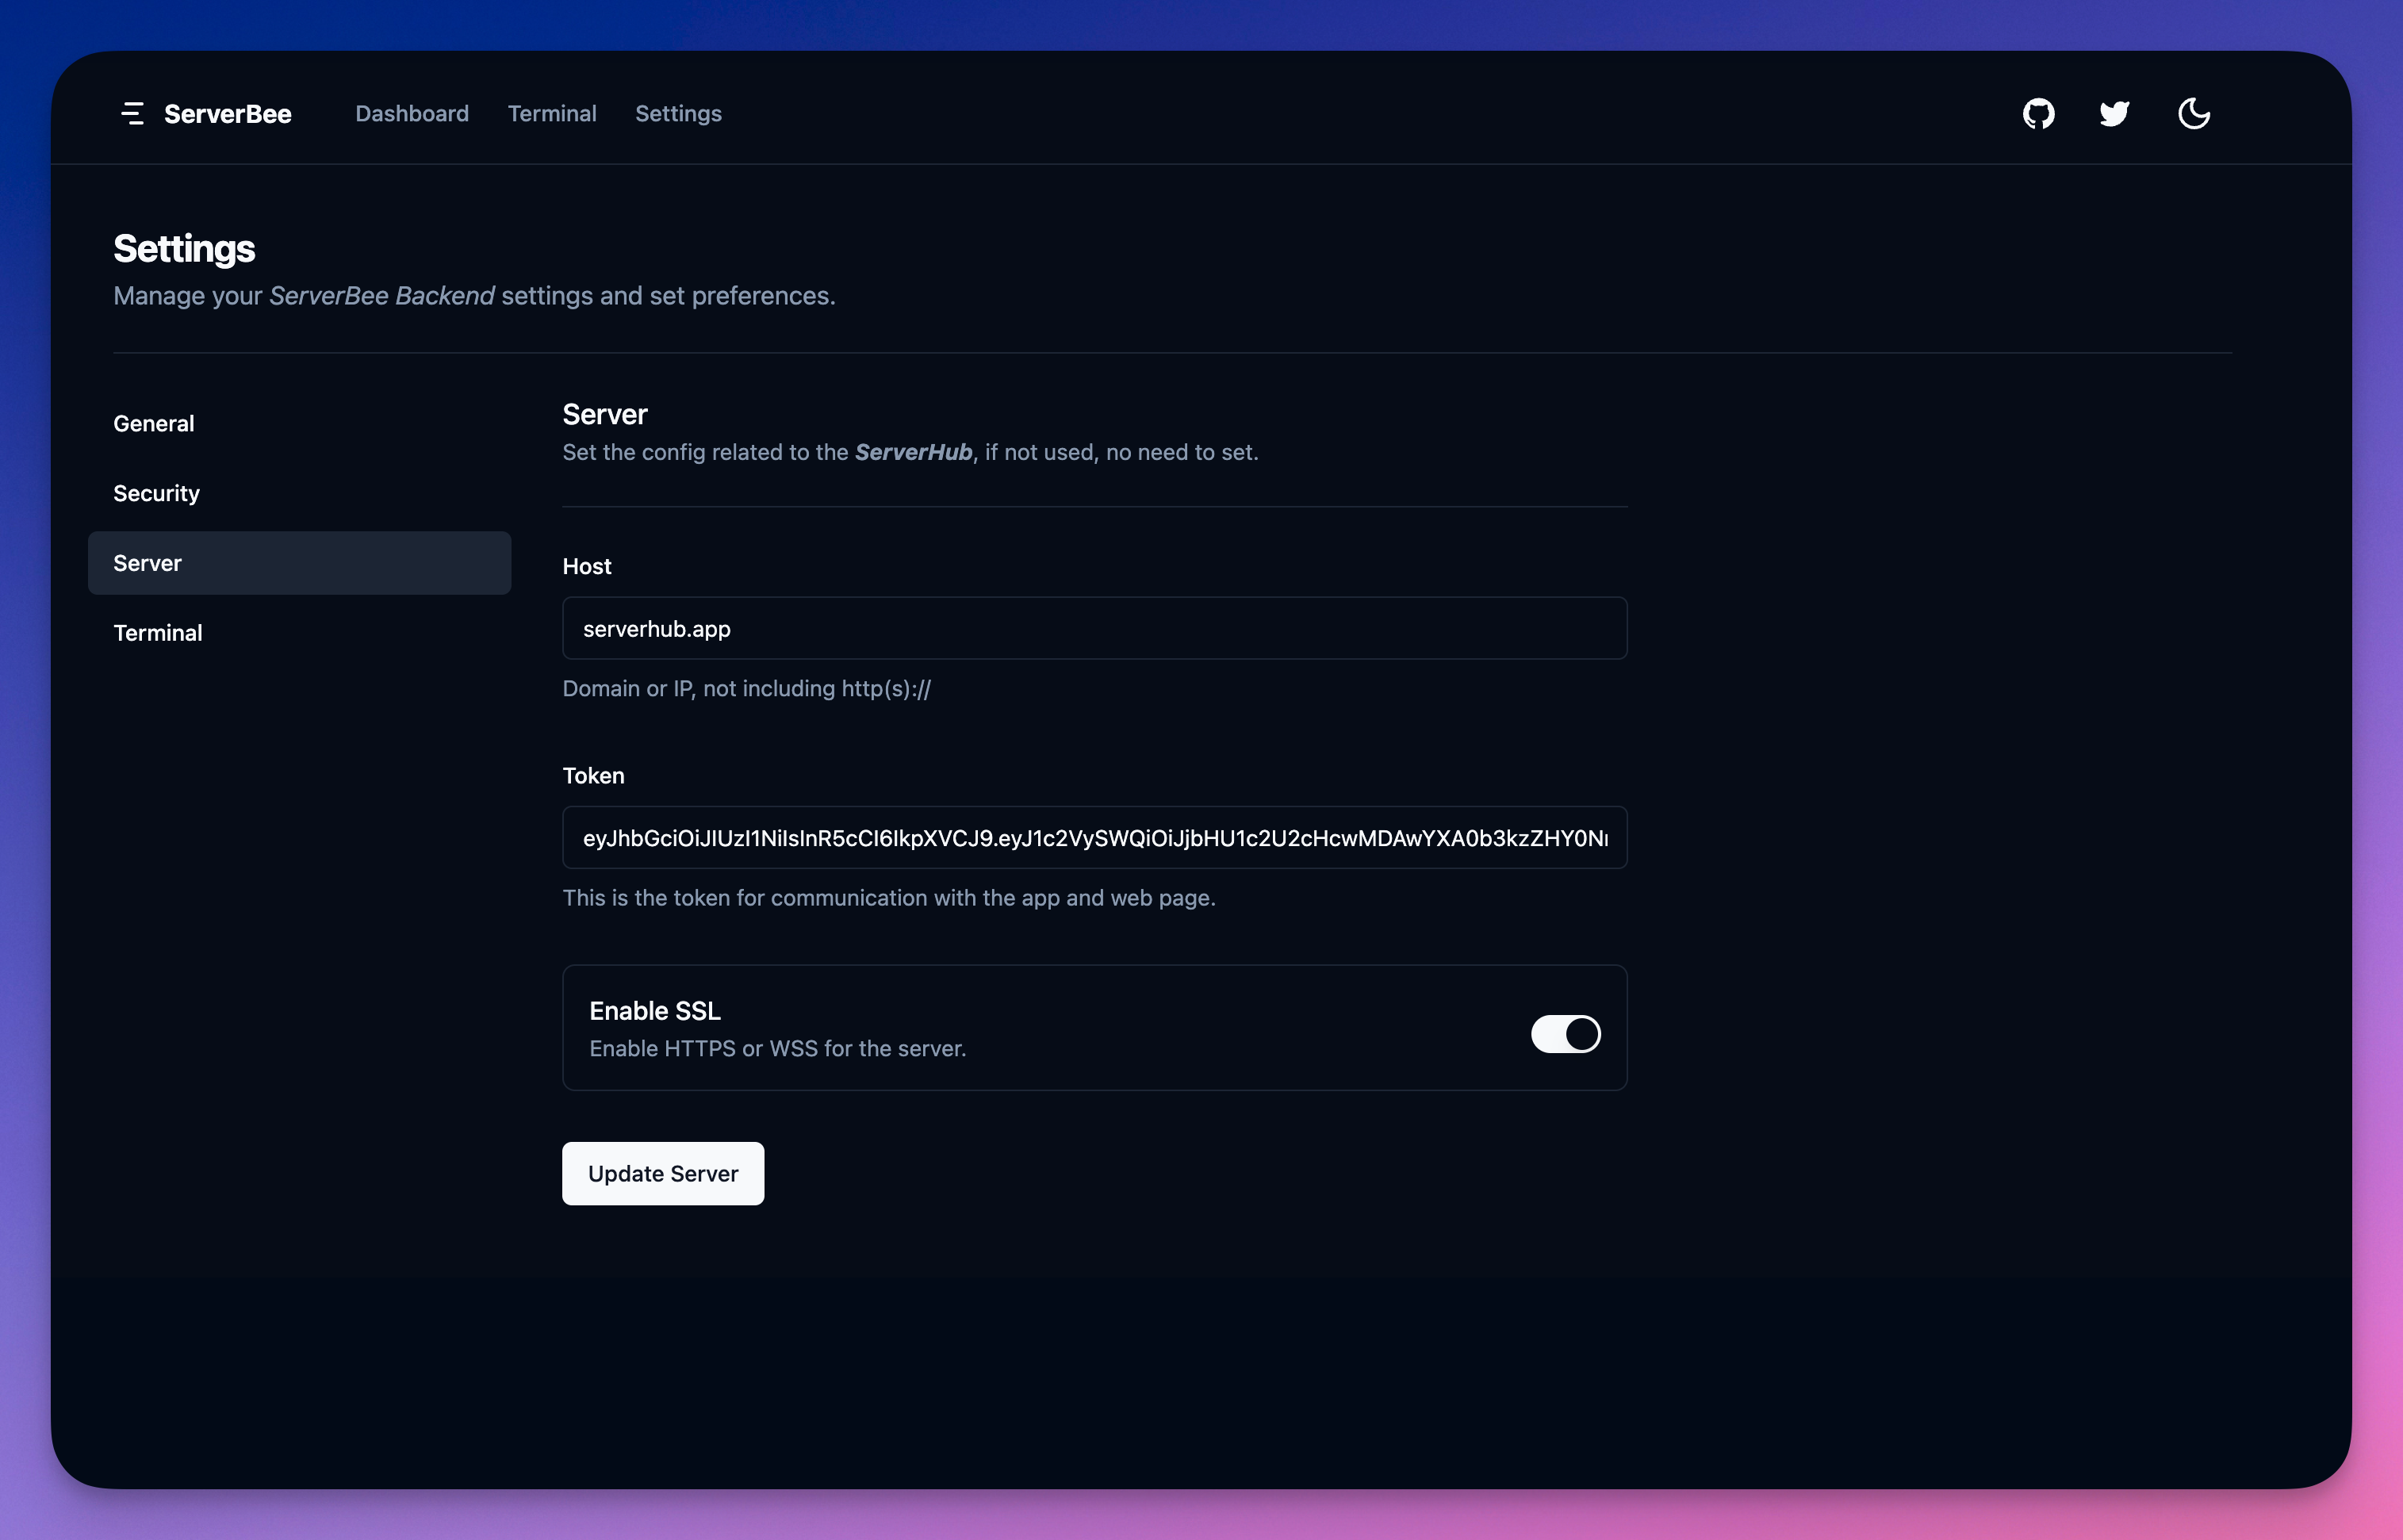 ServerBee Dashboard Terminal Settings
Settings
Manage your ServerBee Backend settings and set preferences.
General
Security
Server
Terminal
Server
Set the config related to the ServerHub, if not used, no need to set.
Host
serverhub.app
Domain or IP, not including http(s)://
Token
eyJhbGciOiJIUzI1NiIsInR5cCI6IkpXVCJ9.eyJ1c2VySWQiOiJjbHU1c2U2cHcwMDAwYXA0b3kzZHY0N
This is the token for communication with the app and web page.
Enable SSL
Enable HTTPS or WSS for the server.
Update Server